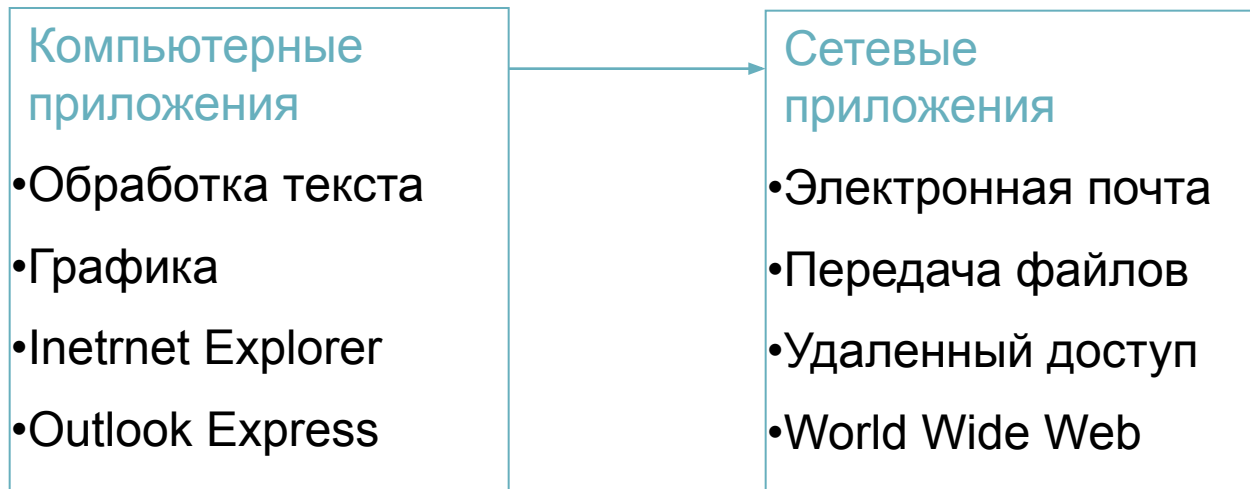 Компьютерные
приложения
•Обработка текста
•Графика
•Inetrnet Explorer
•Outlook Express
Сетевые
приложения
•Электронная почта
•Передача файлов
•Удаленный доступ
•World Wide Web